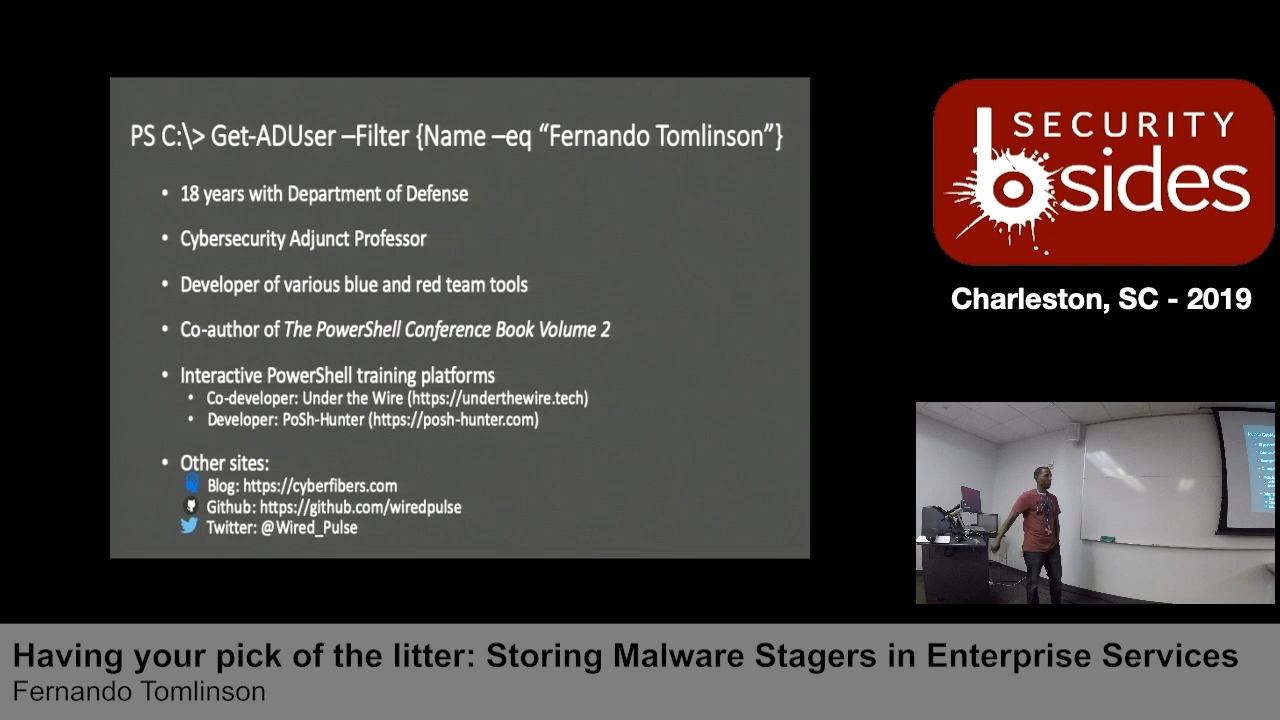 PS C:\> Get-ADUser –Filter {Name –eq “Fernando Tomlinson”}
• 18 years with Department of Defense
• Cybersecurity Adjunct Professor
• Developer of various blue and red team tools
• Co-author of The PowerShell Conference Book Volume 2
• Interactive PowerShell training platforms
• Co-developer: Under the Wire (https://underthewire.tech)
• Developer: PoSh-Hunter (https://posh-hunter.com)
• Other sites:
Blog: https://cyberfibers.com
Github: https://github.com/wiredpulse
Twitter: @Wired_Pulse
SECURITY
bsides
Charleston, SC - 2019
Having your pick of the litter: Storing Malware Stagers in Enterprise Services
Fernando Tomlinson